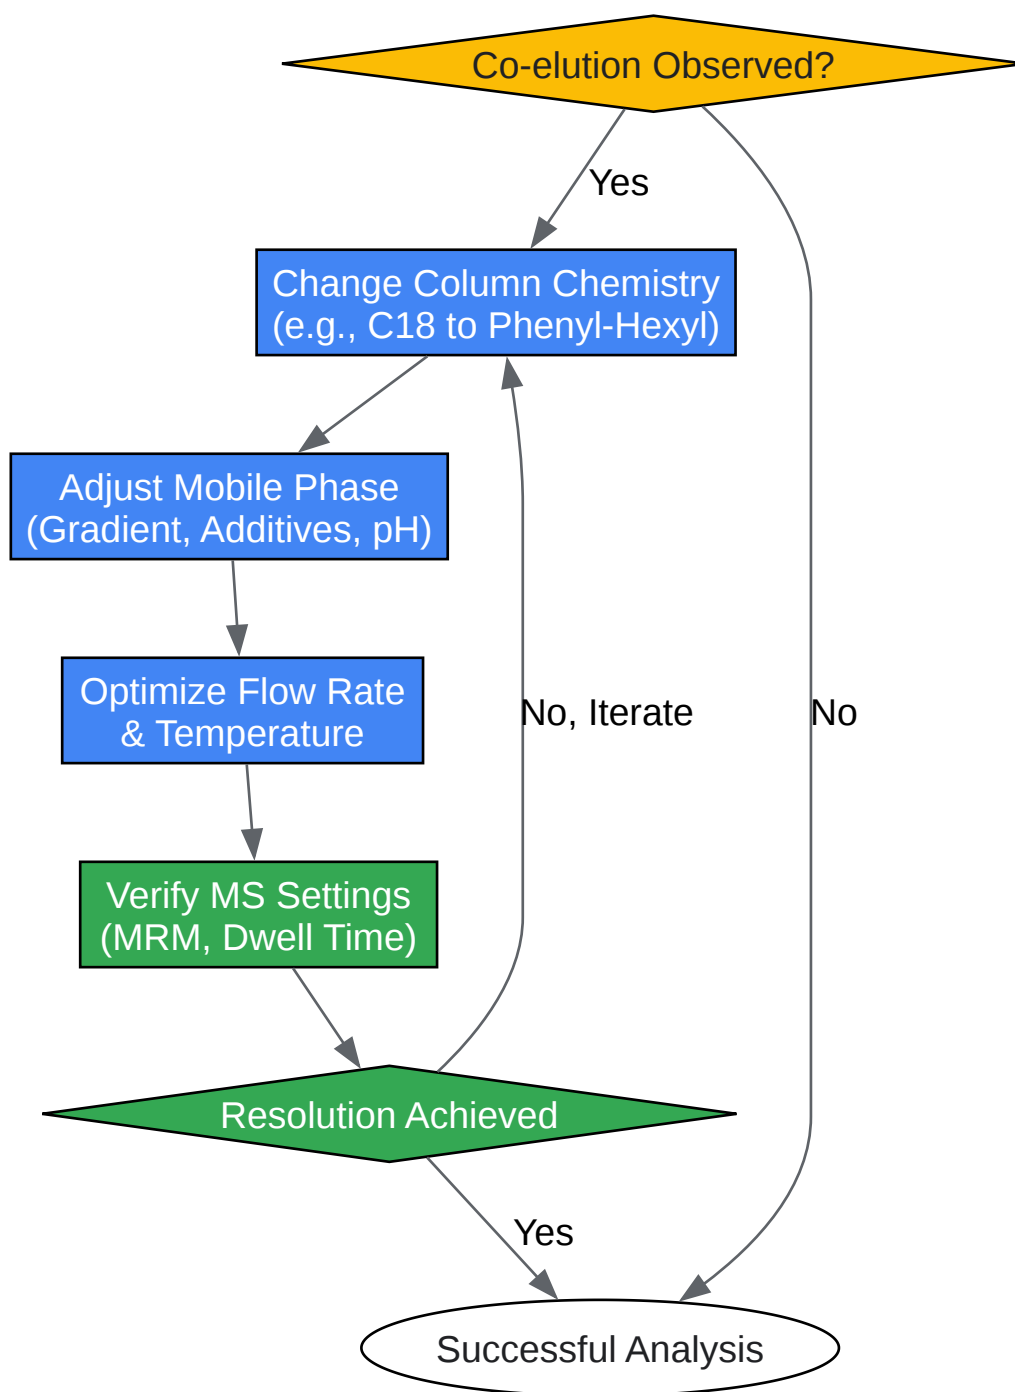 Co-elution Observed?
Yes
Change Column Chemistry
(e.g., C18 to Phenyl-Hexyl)
Adjust Mobile Phase
(Gradient, Additives, pH)
Optimize Flow Rate
& Temperature
No, Iterate
No
Verify MS Settings
(MRM, Dwell Time)
Resolution Achieved
Yes
Successful Analysis